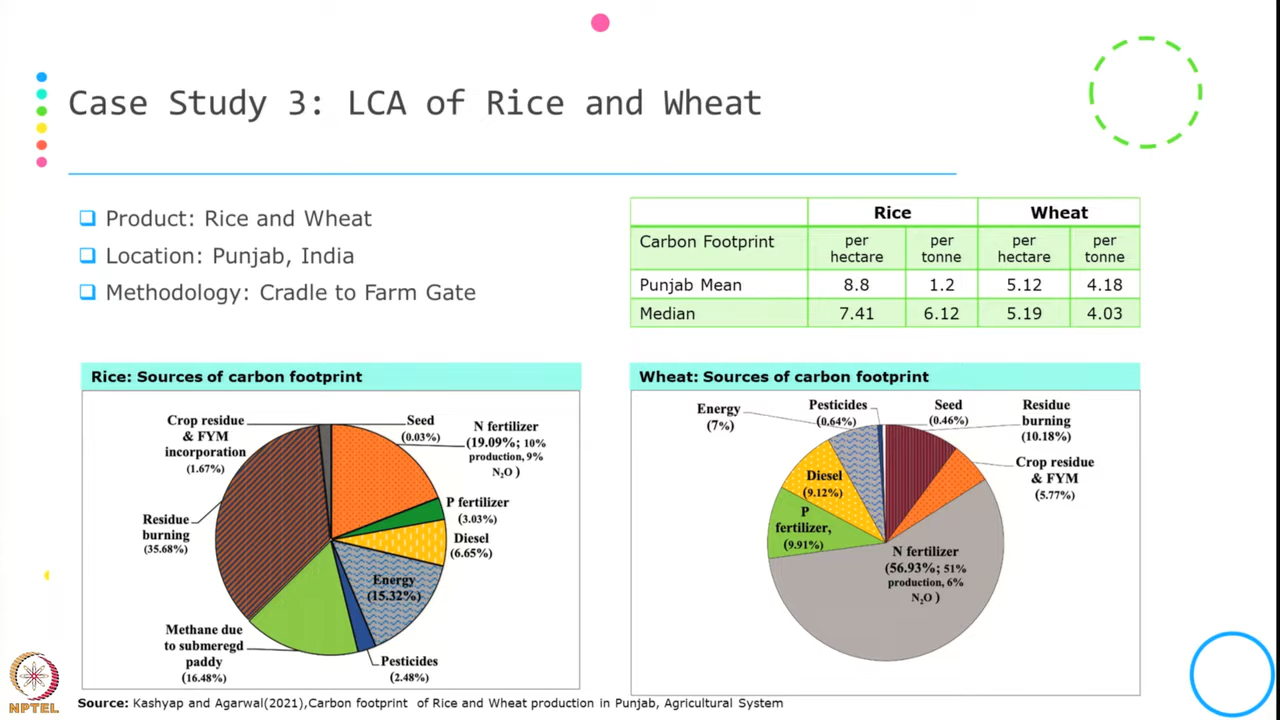 Case Study 3: LCA of Rice and Wheat
Product: Rice and Wheat
Location: Punjab, India
Methodology: Cradle to Farm Gate
Rice Wheat
Carbon Footprint per hectare per tonne per hectare per tonne
Punjab Mean 8.8 1.2 5.12 4.18
Median 7.41 6.12 5.19 4.03
Rice: Sources of carbon footprint
Crop residue
& FYM
incorporation
(1.67%)
Seed
(0.03%)
N fertilizer
(19.09%; 10%
production, 9%
N₂O )
P fertilizer
(3.03%)
Diesel
(6.65%)
Energy
(15.32%)
Pesticides
(2.48%)
Methane due
to submeregd
paddy
(16.48%)
Residue
burning
(35.68%)
Wheat: Sources of carbon footprint
Energy
(7%)
Pesticides
(0.64%)
Seed
(0.46%)
Residue
burning
(10.18%)
Crop residue
& FYM
(5.77%)
Diesel
(9.12%)
P
fertilizer,
(9.91%)
N fertilizer
(56.93%; 51%
production, 6%
N₂O )
NPTEL
Source: Kashyap and Agarwal(2021),Carbon footprint of Rice and Wheat production in Punjab, Agricultural System